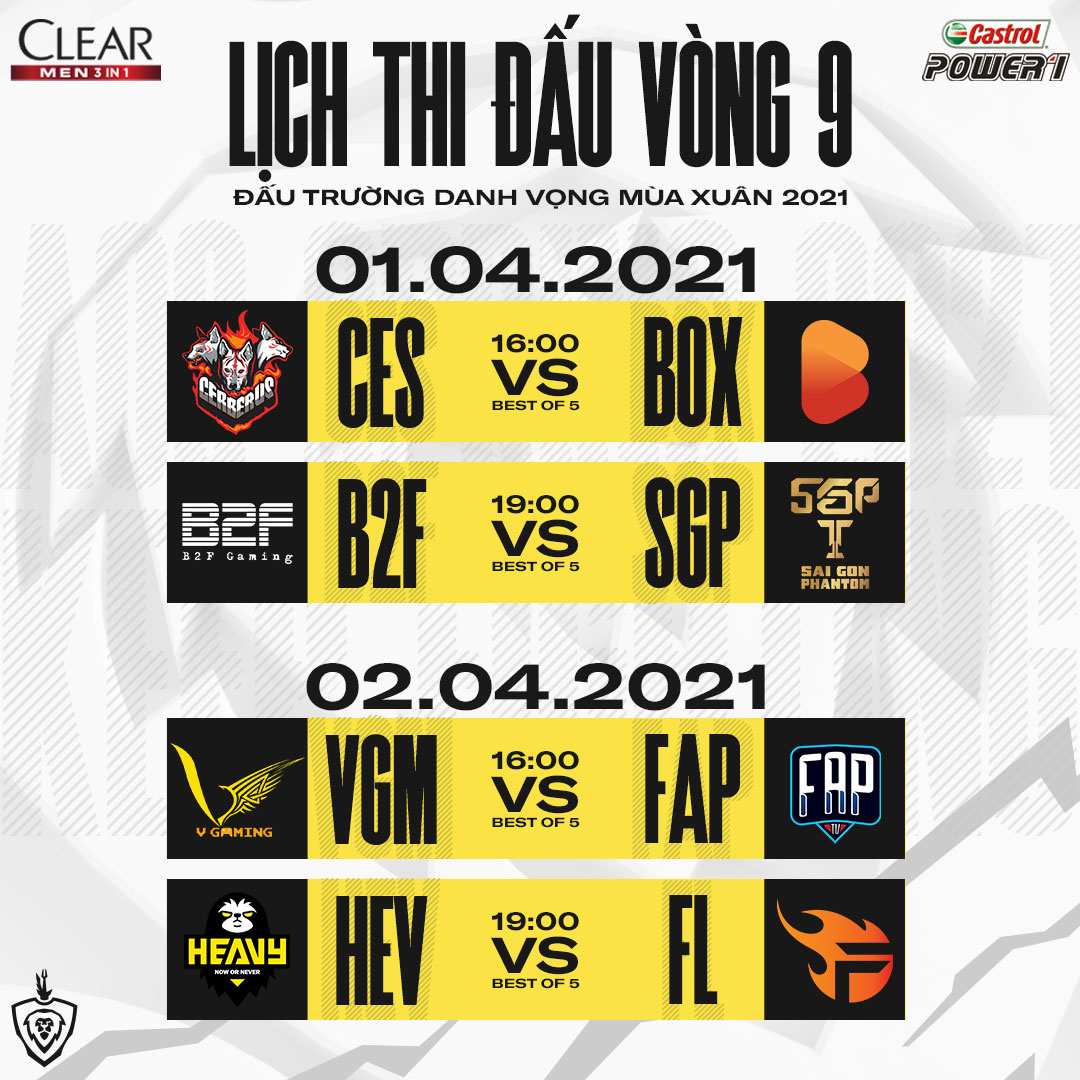 CLEAR
MEN 3 IN 1
Castrol
POWER1
LỊCH THI ĐẤU VÒNG 9
ĐẤU TRƯỜNG DANH VỌNG MÙA XUÂN 2021
01.04.2021
CERBERUS
CES
16:00
VS
BEST OF 5
BOX
B2F
B2F Gaming
B2F
19:00
VS
BEST OF 5
SGP
SGP
SAI GON
PHANTOM
02.04.2021
V GAMING
VGM
16:00
VS
BEST OF 5
FAP
FAP
TV
HEAVY
NOW OR NEVER
HEV
19:00
VS
BEST OF 5
FL